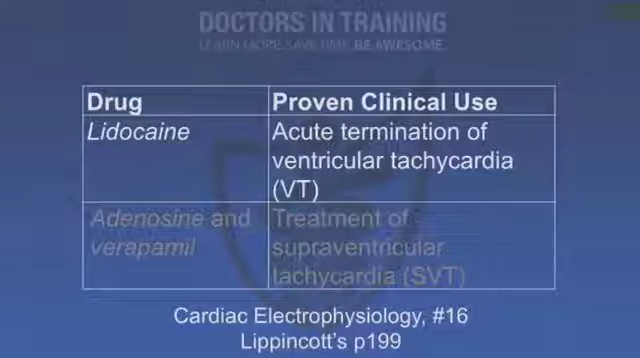 DOCTORS IN TRAINING
LEARN MORE. SAVE TIME. BE AWESOME.
Drug Proven Clinical Use
Lidocaine Acute termination of
ventricular tachycardia
(VT)
Adenosine and Treatment of
verapamil supraventricular
tachycardia (SVT)
Cardiac Electrophysiology, #16
Lippincott's p199